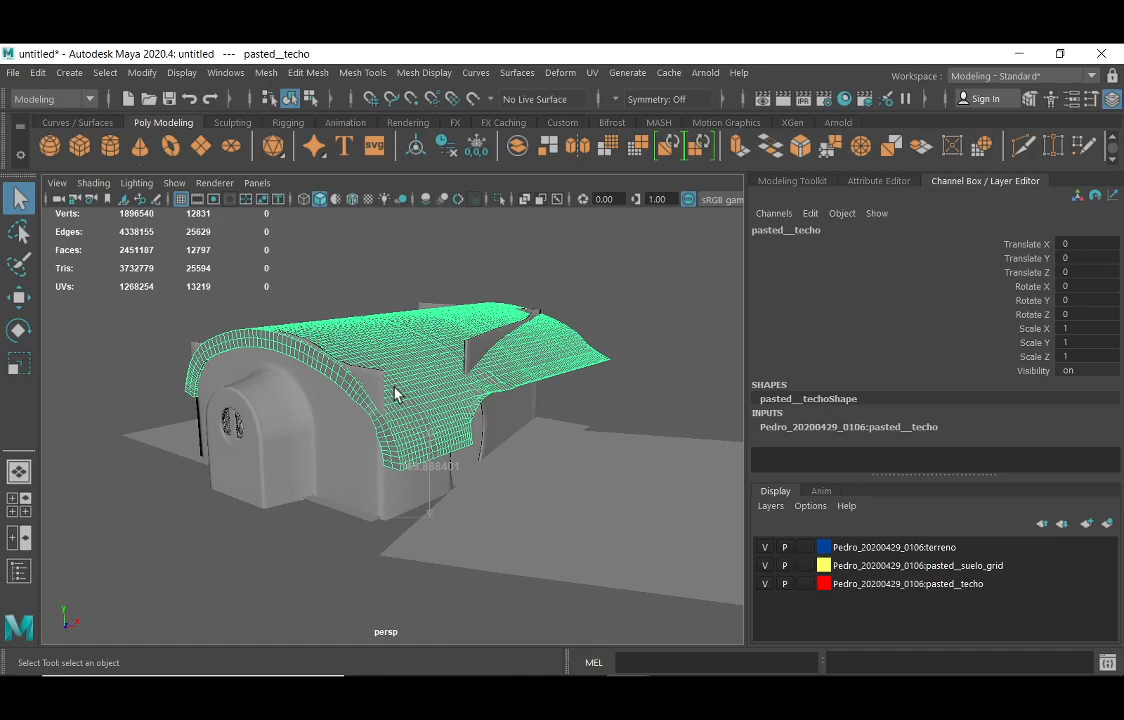 untitled* - Autodesk Maya 2020.4: untitled --- pasted__techo
File Edit Create Select Modify Display Windows Mesh Edit Mesh Mesh Tools Mesh Display Curves Surfaces Deform UV Generate Cache Arnold Help
Workspace : Modeling - Standard*
Modeling
No Live Surface
Symmetry: Off
Sign In
Curves / Surfaces Poly Modeling Sculpting Rigging Animation Rendering FX FX Caching Custom Bifrost MASH Motion Graphics XGen Arnold
View Shading Lighting Show Renderer Panels
0.00 1.00 sRGB gam
Modeling Toolkit Attribute Editor Channel Box / Layer Editor
Verts: 1896540 12831 0
Edges: 4338155 25629 0
Faces: 2451187 12797 0
Tris: 3732779 25594 0
UVs: 1268254 13219 0
persp
y
x
Channels Edit Object Show
pasted__techo
Translate X 0
Translate Y 0
Translate Z 0
Rotate X 0
Rotate Y 0
Rotate Z 0
Scale X 1
Scale Y 1
Scale Z 1
Visibility on
SHAPES
pasted__techoShape
INPUTS
Pedro_20200429_0106:pasted__techo
Display Anim
Layers Options Help
V P Pedro_20200429_0106:terreno
V P Pedro_20200429_0106:pasted__suelo_grid
V P Pedro_20200429_0106:pasted__techo
Select Tool: select an object
MEL